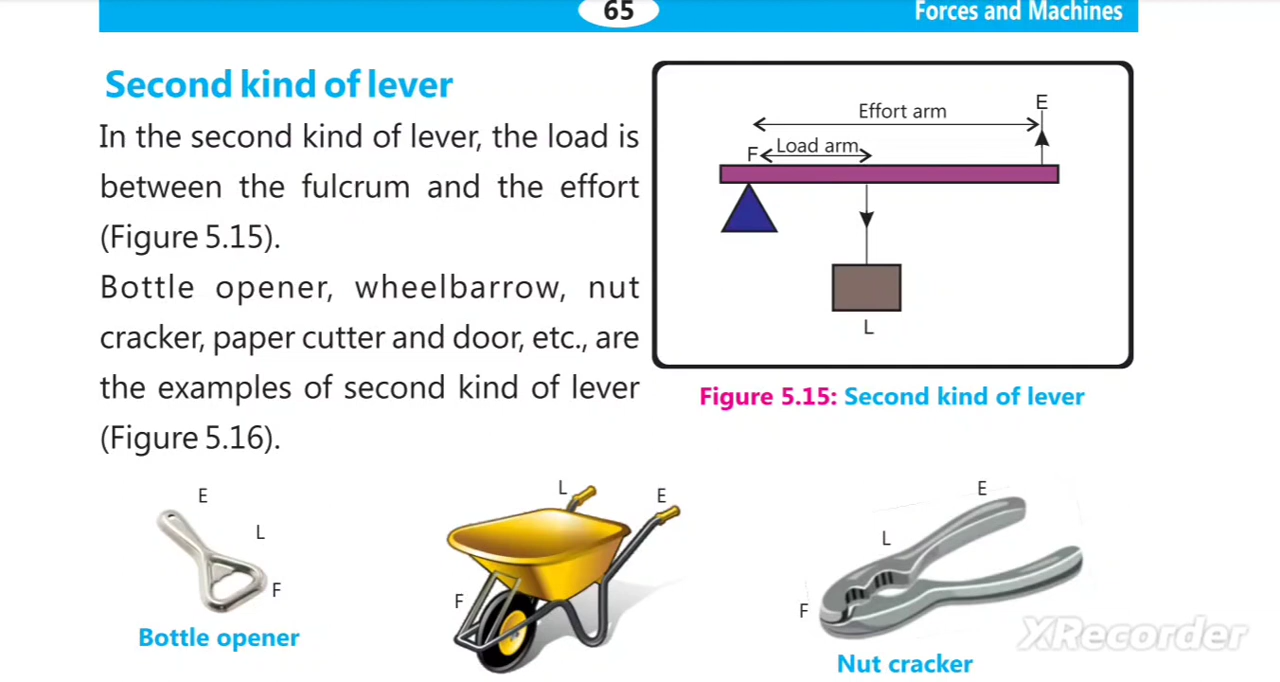 65
Forces and Machines
Second kind of lever
In the second kind of lever, the load is
between the fulcrum and the effort
(Figure 5.15).
Bottle opener, wheelbarrow, nut
cracker, paper cutter and door, etc., are
the examples of second kind of lever
(Figure 5.16).
E
Effort arm
F
Load arm
L
Figure 5.15: Second kind of lever
E
L
F
Bottle opener
L
E
F
E
L
F
Nut cracker
XRecorder